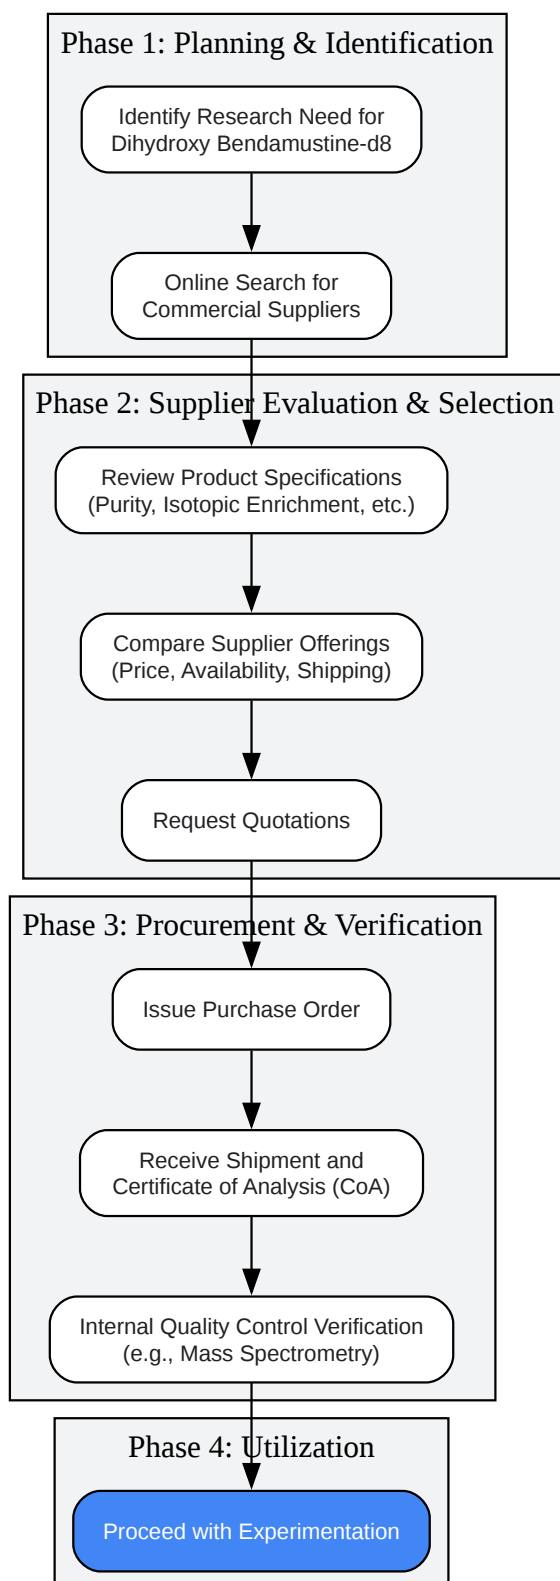 Phase 1: Planning & Identification
Identify Research Need for
Dihydroxy Bendamustine-d8
Online Search for
Commercial Suppliers
Phase 2: Supplier Evaluation & Selection
Review Product Specifications
(Purity, Isotopic Enrichment, etc.)
Compare Supplier Offerings
(Price, Availability, Shipping)
Request Quotations
Phase 3: Procurement & Verification
Issue Purchase Order
Receive Shipment and
Certificate of Analysis (CoA)
Internal Quality Control Verification
(e.g., Mass Spectrometry)
Phase 4: Utilization
Proceed with Experimentation